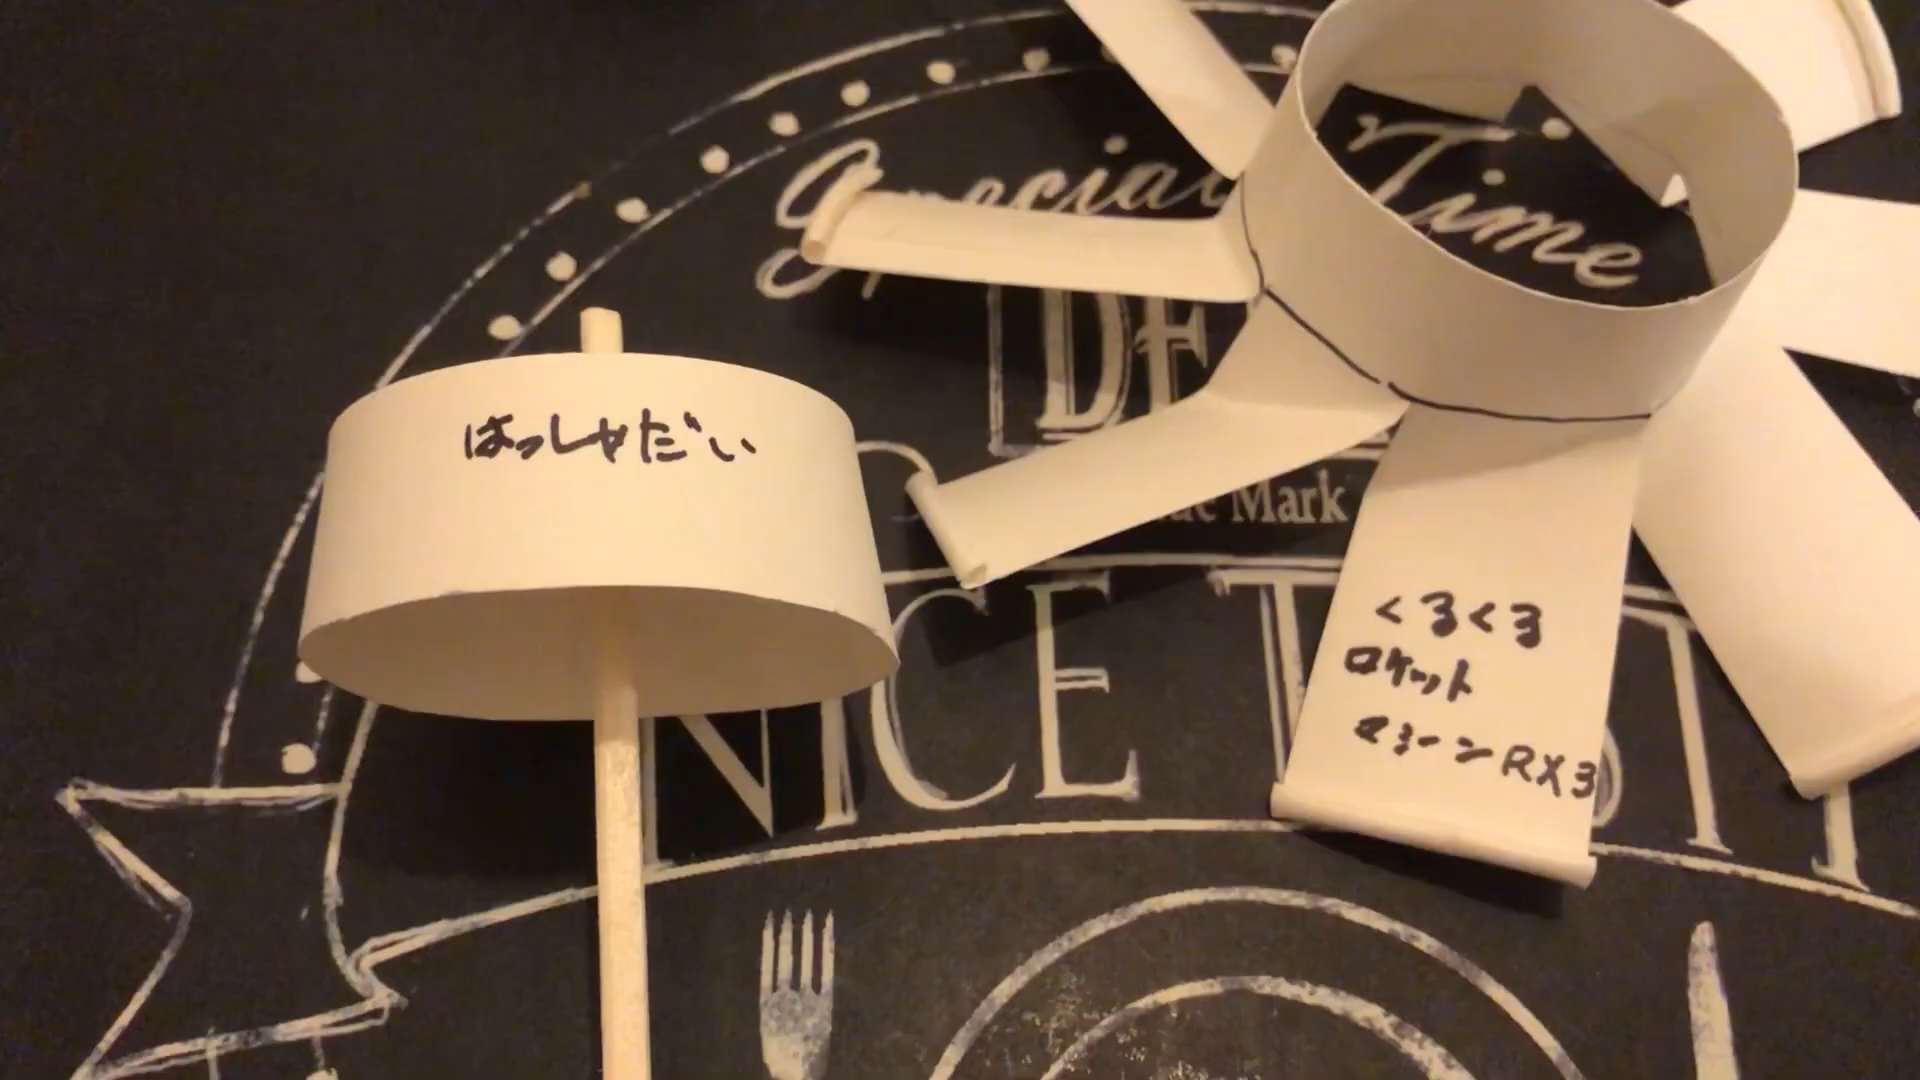 Special Time
DE
Mark
NICE T
はっしゃだい
くるくる
ロケット
マシーンRX3